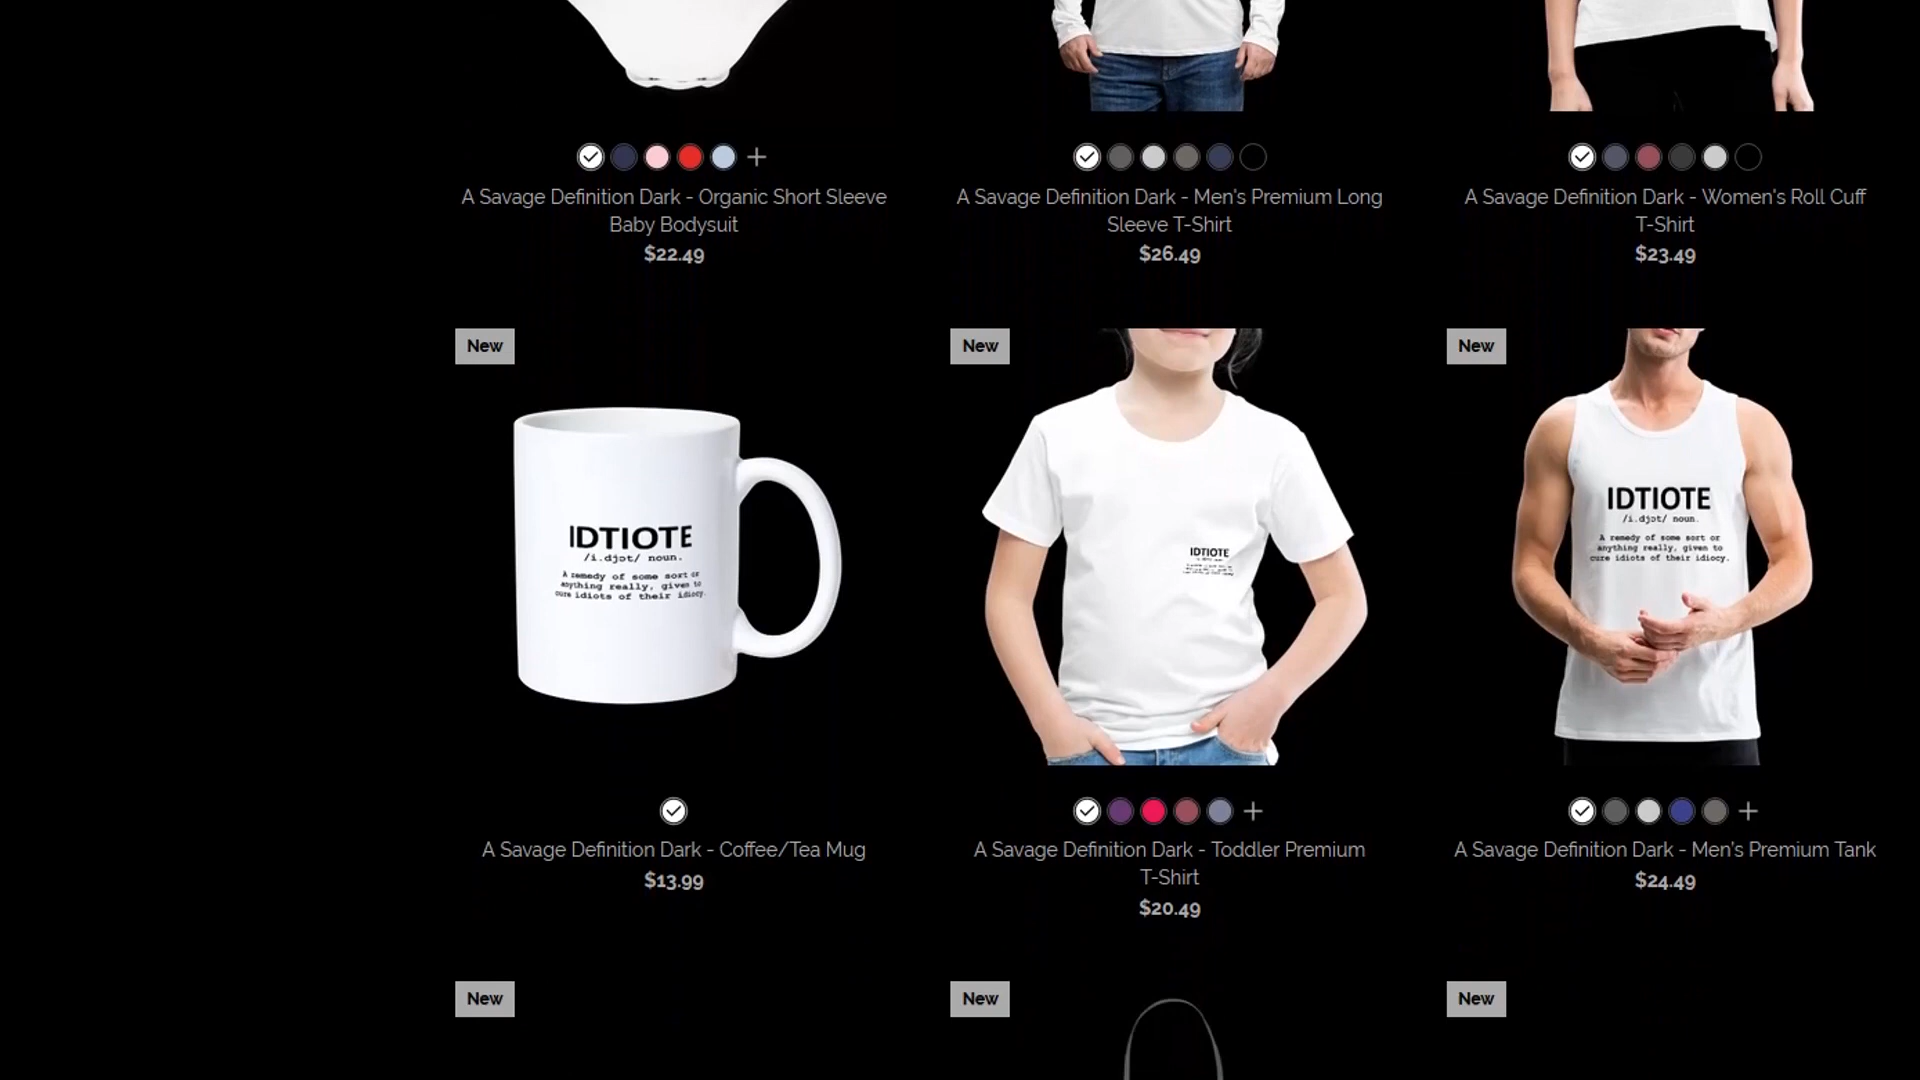 A Savage Definition Dark - Organic Short Sleeve
Baby Bodysuit
$22.49
A Savage Definition Dark - Men's Premium Long
Sleeve T-Shirt
$26.49
A Savage Definition Dark - Women's Roll Cuff
T-Shirt
$23.49
New
IDTIOTE
/i.djɔt/ noun.
A remedy of some sort or
anything really, given to
cure idiots of their idiocy.
A Savage Definition Dark - Coffee/Tea Mug
$13.99
New
IDTIOTE
A Savage Definition Dark - Toddler Premium
T-Shirt
$20.49
New
IDTIOTE
/i.djɔt/ noun.
A remedy of some sort or
anything really, given to
cure idiots of their idiocy.
A Savage Definition Dark - Men's Premium Tank
$24.49
New
New
New